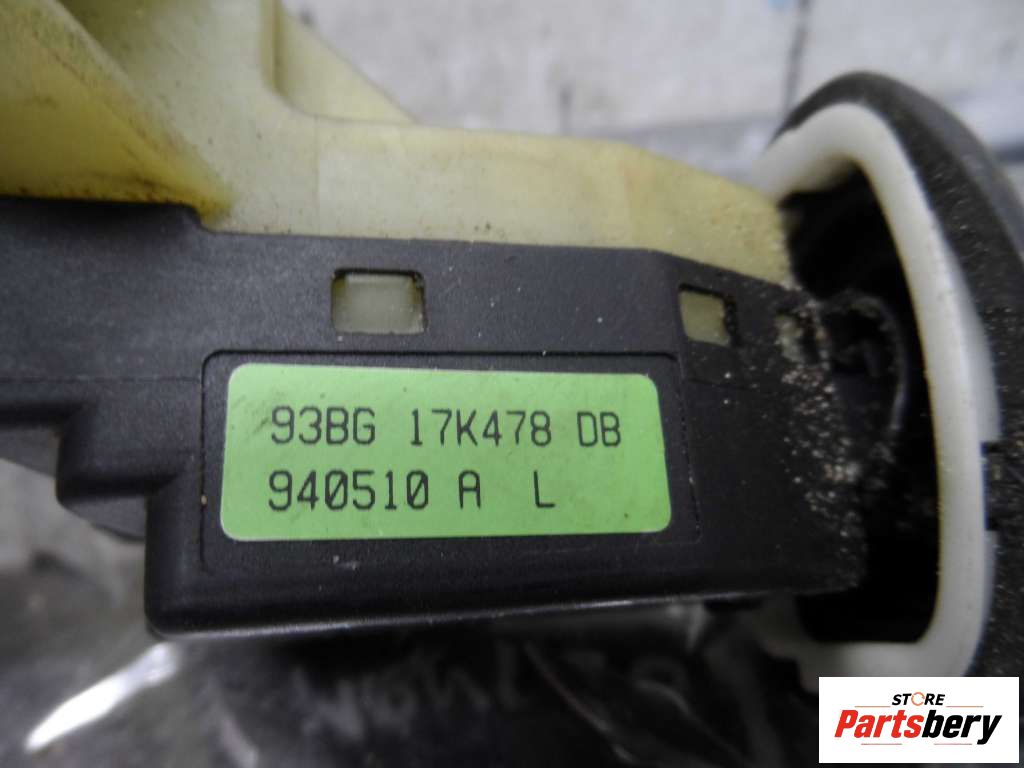 93BG 17K478 DB
940510 A L
STORE
Partsbery